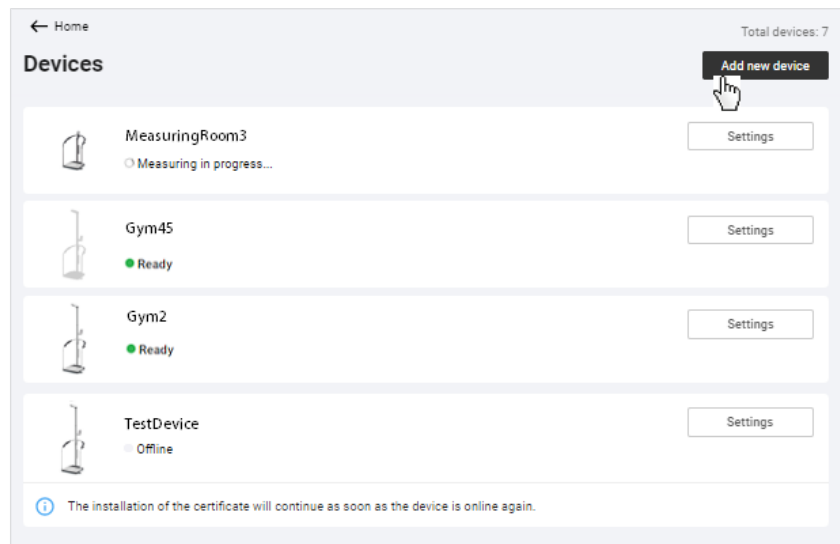 Home
Total devices: 7
Devices
Add new device
MeasuringRoom3
Settings
Measuring in progress...
Gym45
Settings
Ready
Gym2
Settings
Ready
TestDevice
Settings
Offline
The installation of the certificate will continue as soon as the device is online again.